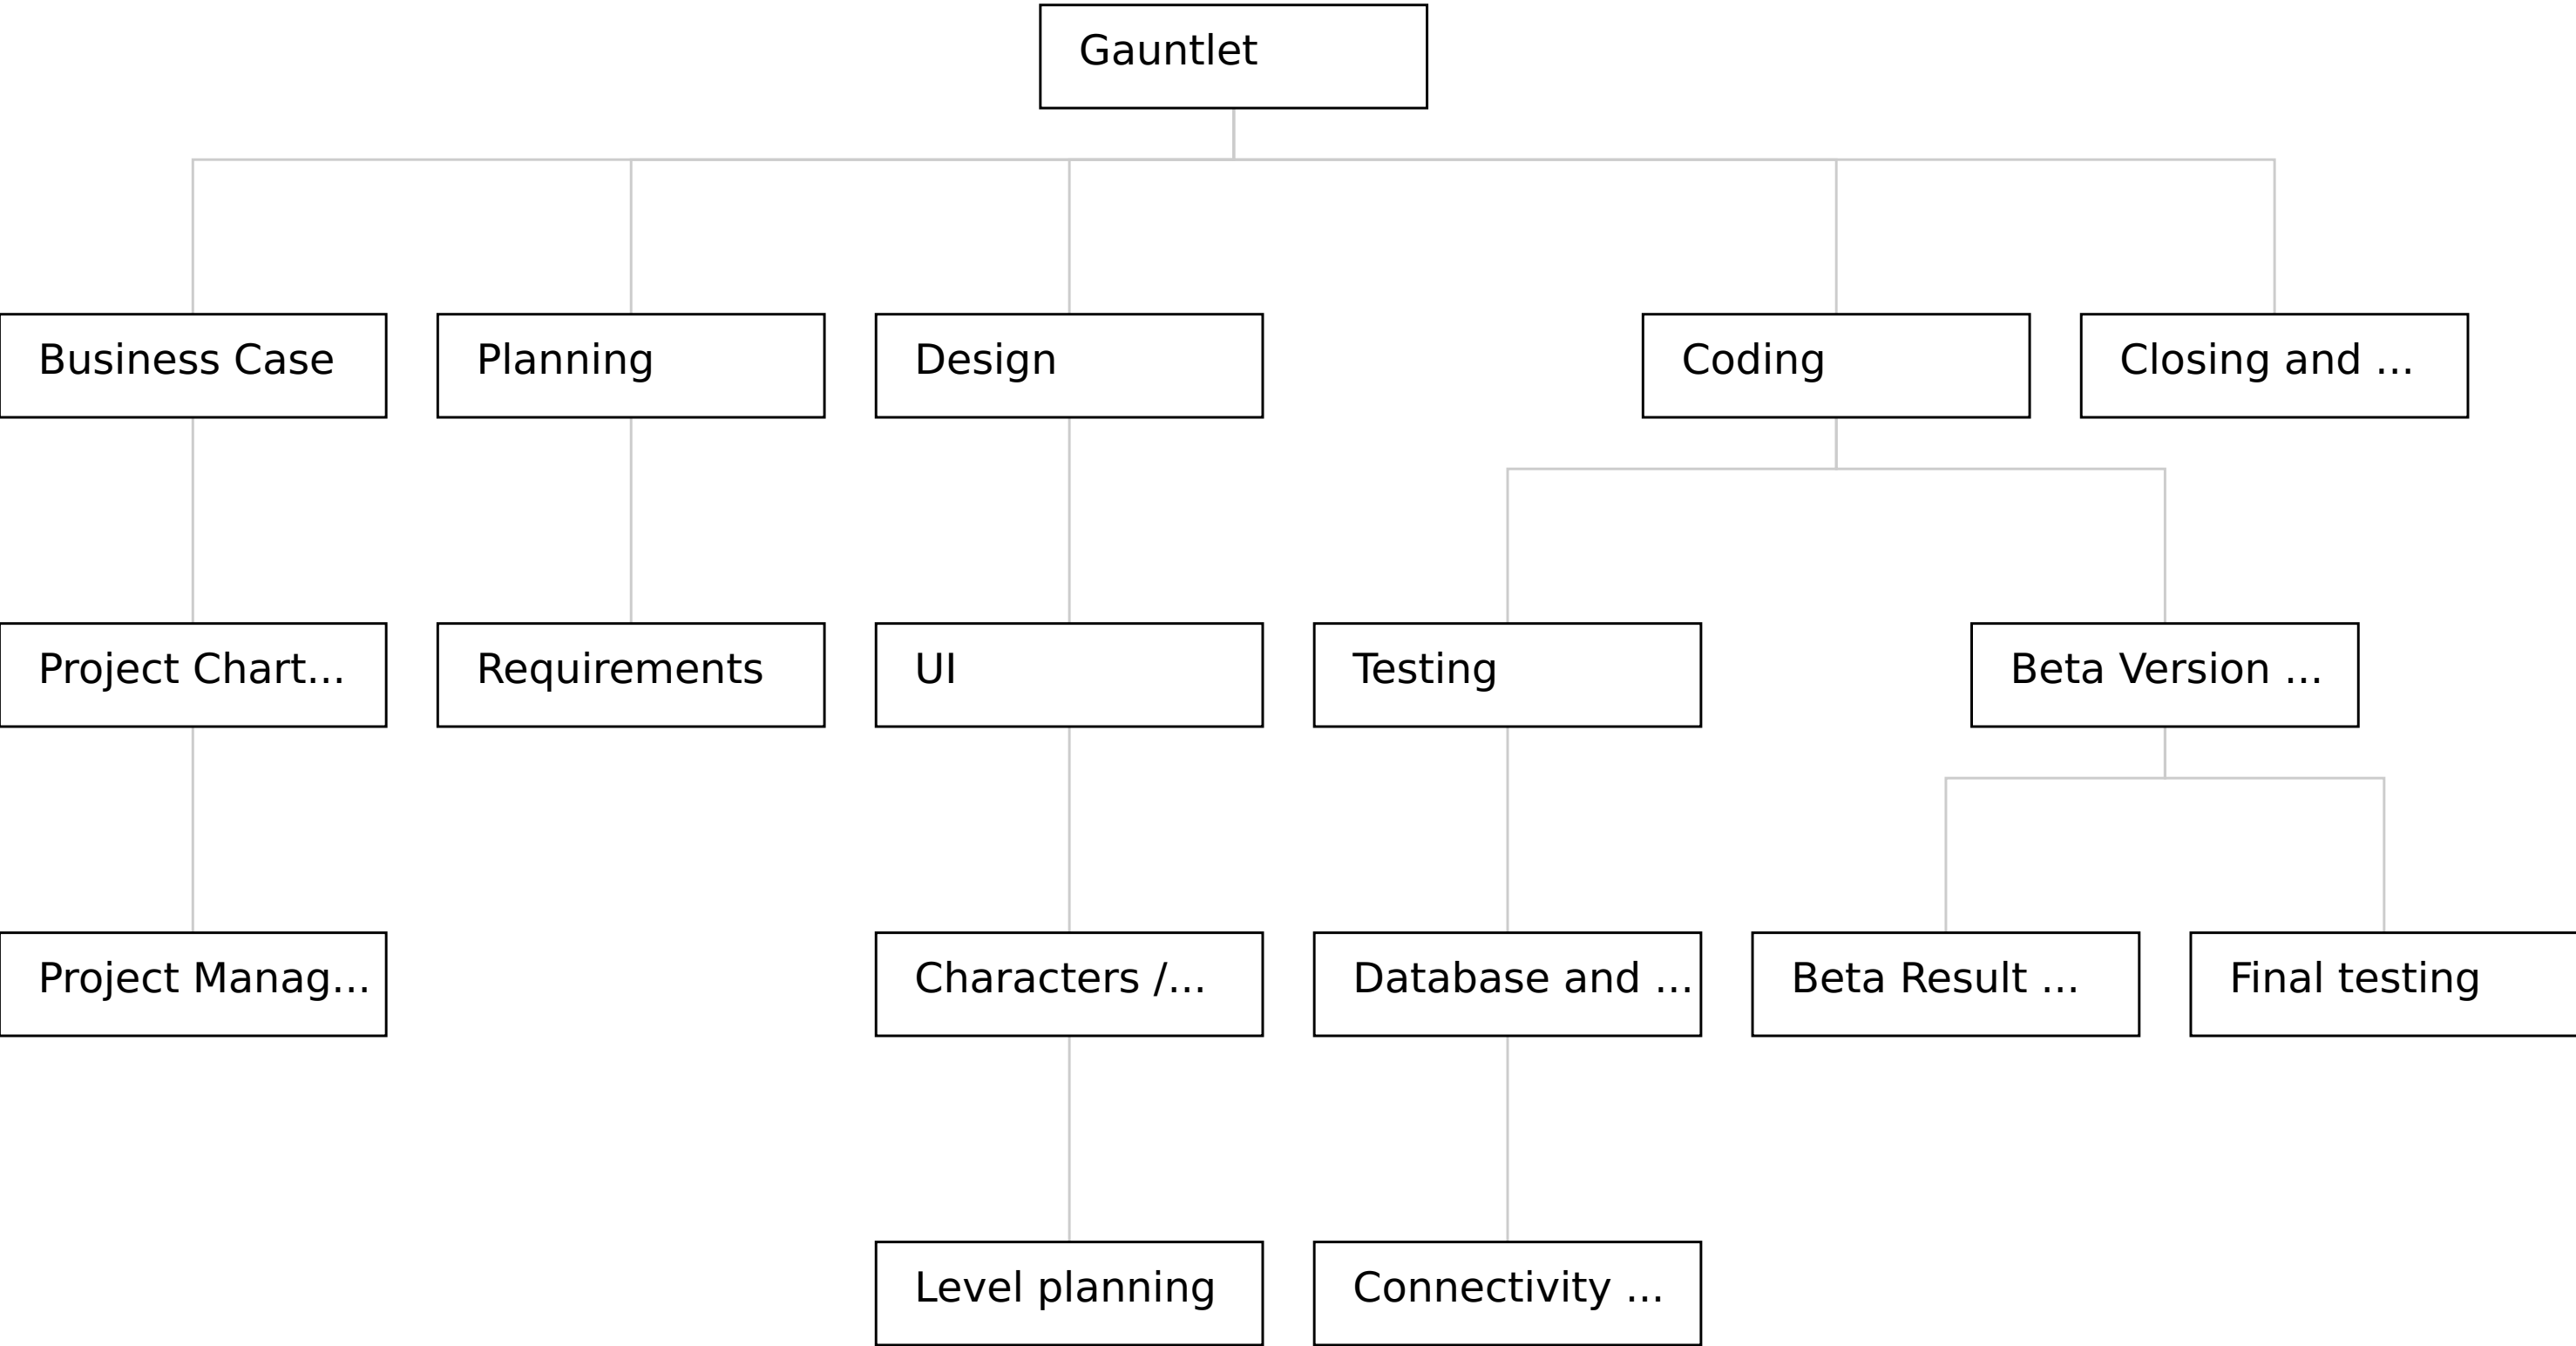 Gauntlet
Business Case
Planning
Design
Coding
Closing and ...
Project Chart...
Requirements
UI
Testing
Beta Version ...
Project Manag...
Characters /...
Database and ...
Beta Result ...
Final testing
Level planning
Connectivity ...